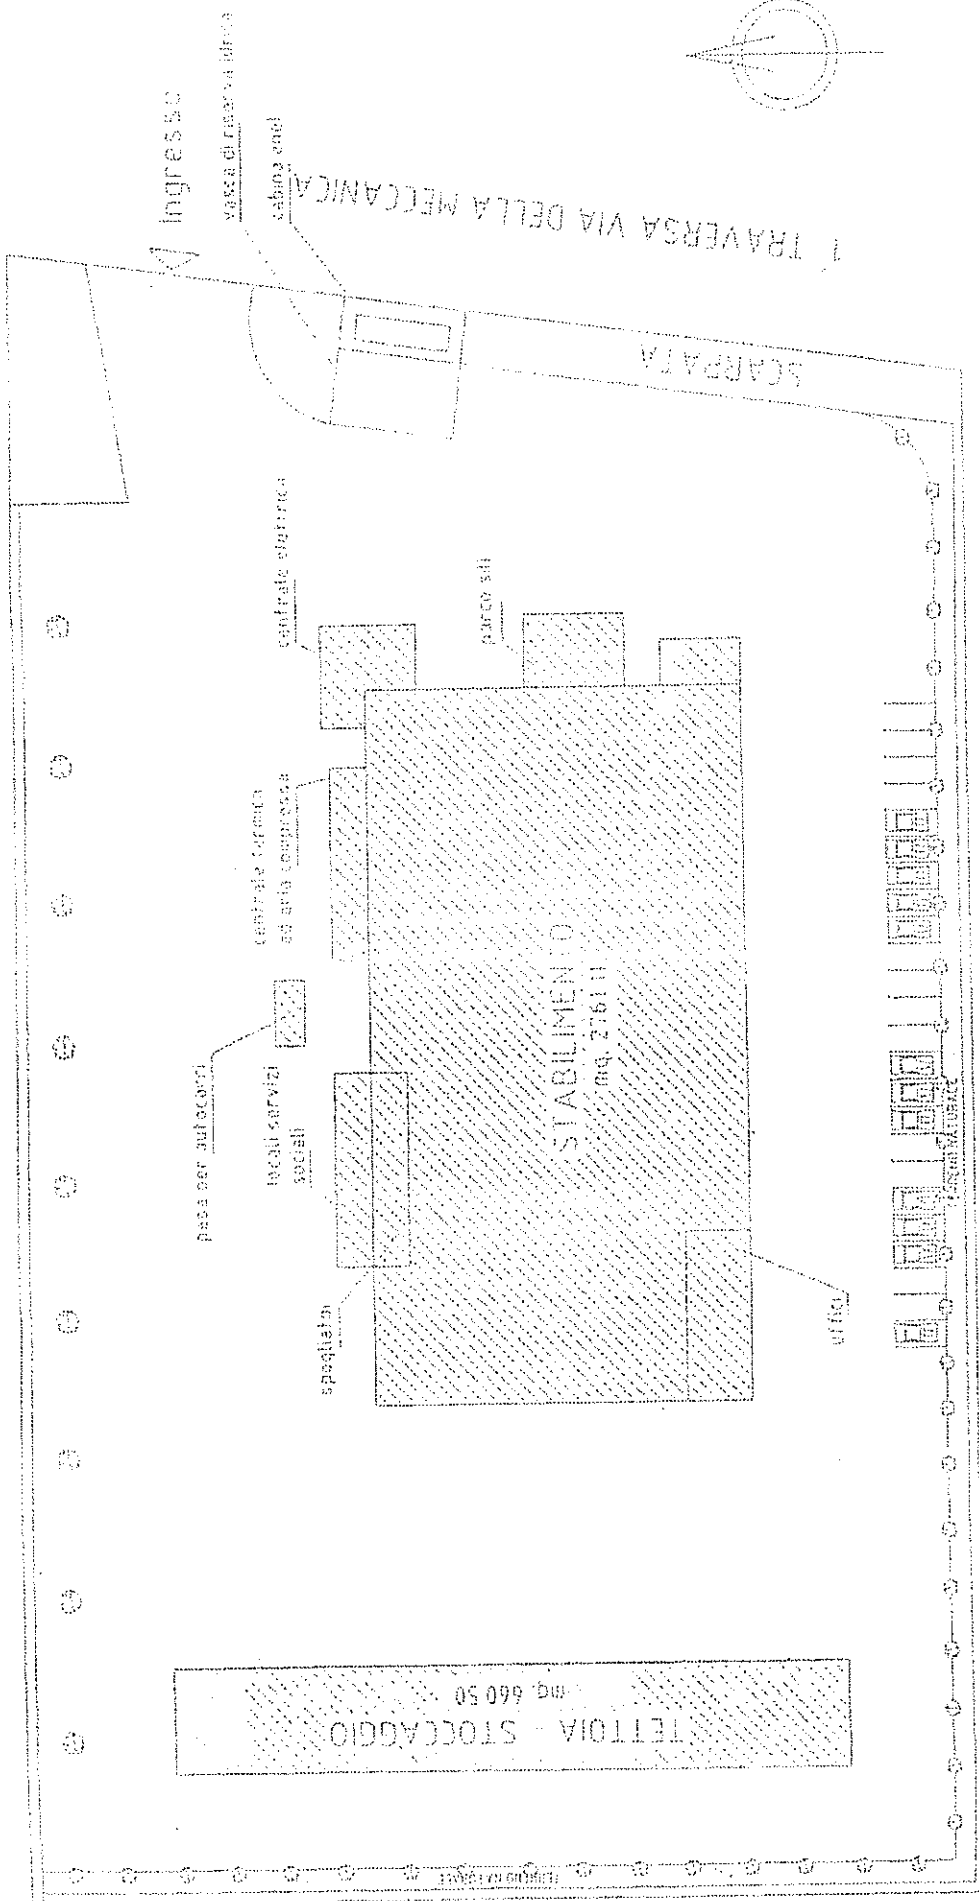 Ingresso
vasca di riserva idrica
cabina enel
1 TRAVERSA VIA DELLA MECCANICA
SCARPATA
centrale elettrica
parco sili
centrale termica
ed aria compressa
pesa per autocarri
locali servizi
sociali
spogliatoi
STABILIMENTO
mq.
uffici
TETTOIA - STOCCAGGIO
mq. 660.50